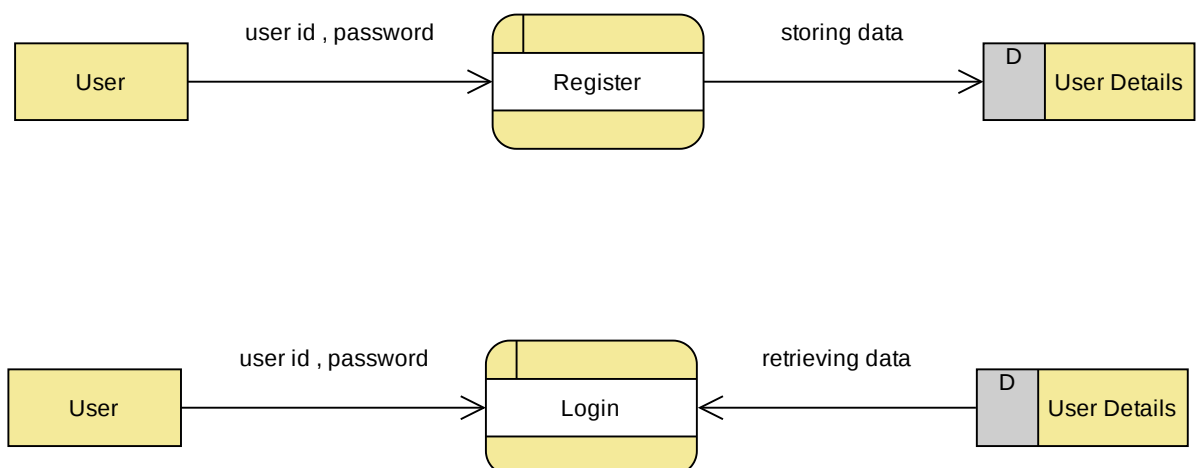 user id , password
storing data
User
Register
D
User Details
user id , password
retrieving data
User
Login
D
User Details